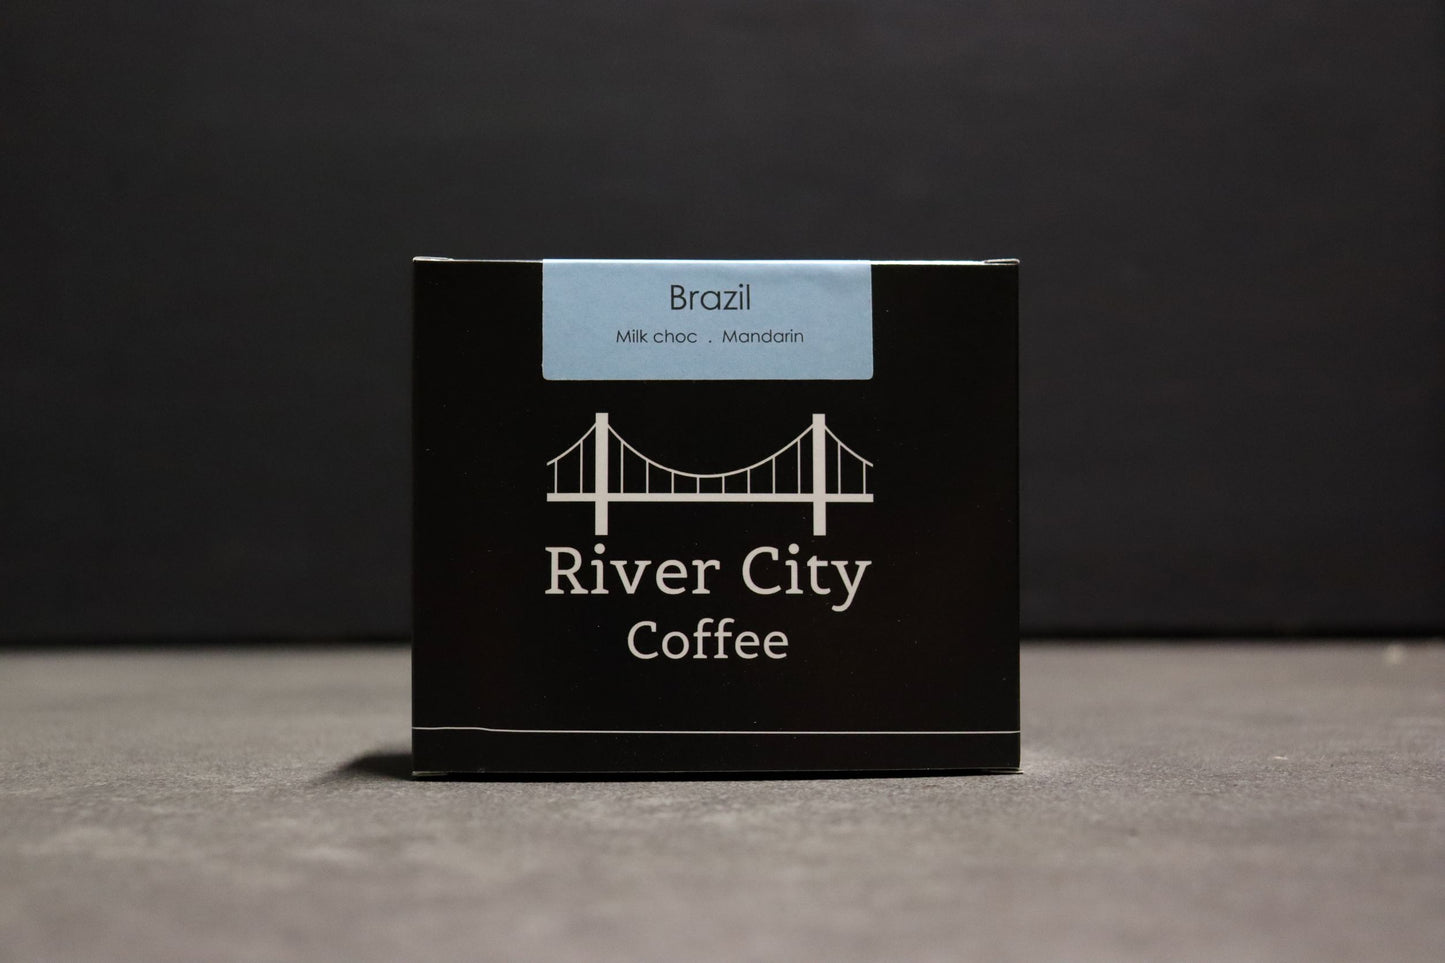 Brazil
Milk choc . Mandarin
River City
Coffee